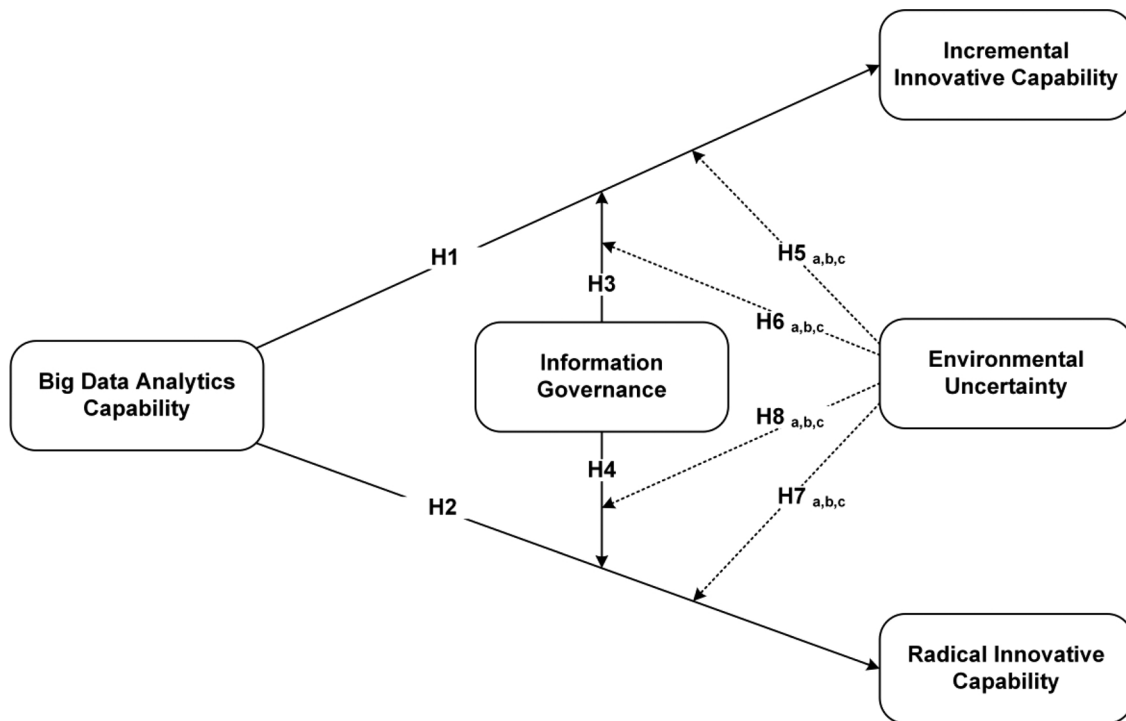 Incremental
Innovative Capability
H1
H5 a,b,c
H3
H6 a,b,c
Big Data Analytics
Capability
Information
Governance
Environmental
Uncertainty
H8 a,b,c
H4
H7 a,b,c
H2
Radical Innovative
Capability